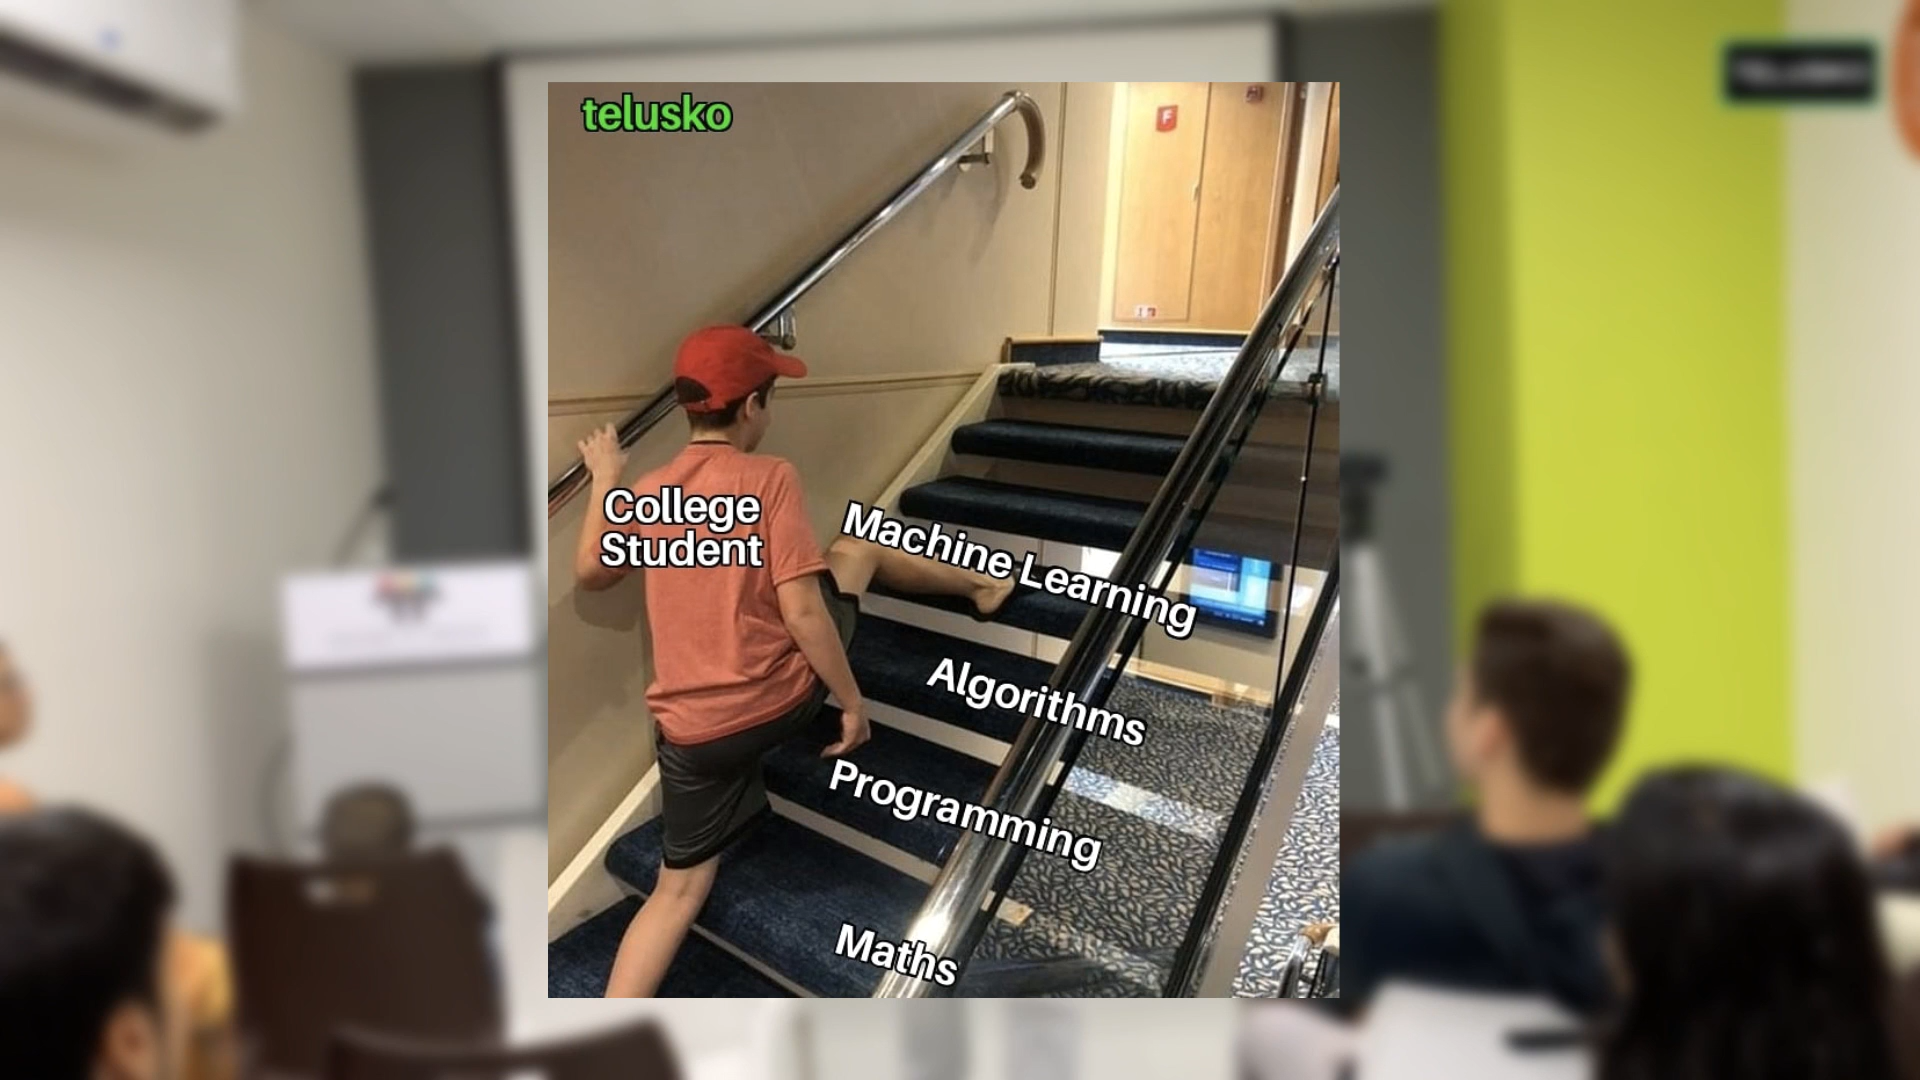 telusko
College
Student
Machine Learning
Algorithms
Programming
Maths
F